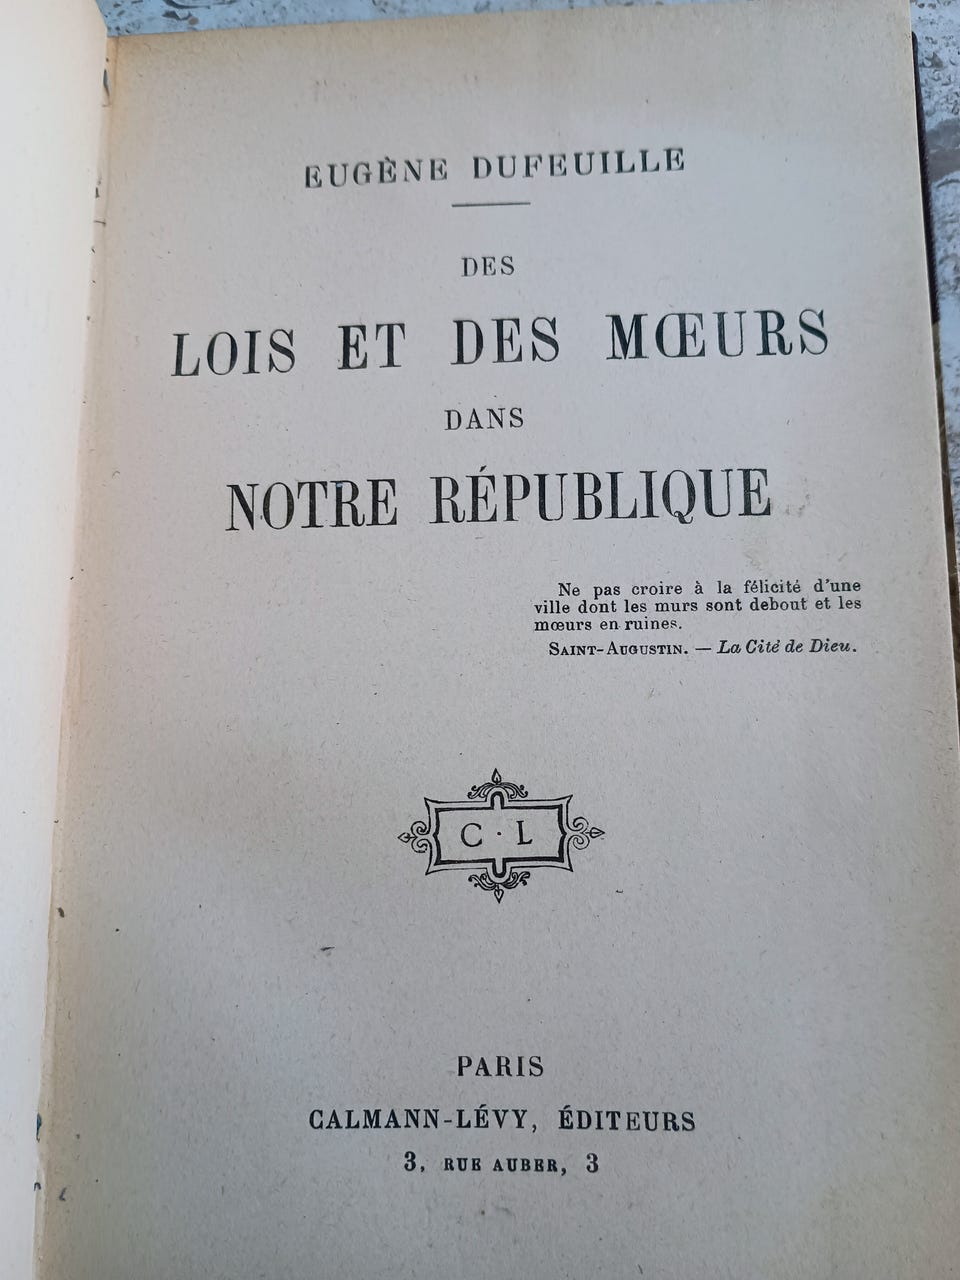 EUGÈNE DUFEUILLE
DES
LOIS ET DES MŒURS
DANS
NOTRE RÉPUBLIQUE
Ne pas croire à la félicité d'une
ville dont les murs sont debout et les
mœurs en ruines.
SAINT-AUGUSTIN. — La Cité de Dieu.
C · L
PARIS
CALMANN-LÉVY, ÉDITEURS
3, RUE AUBER, 3